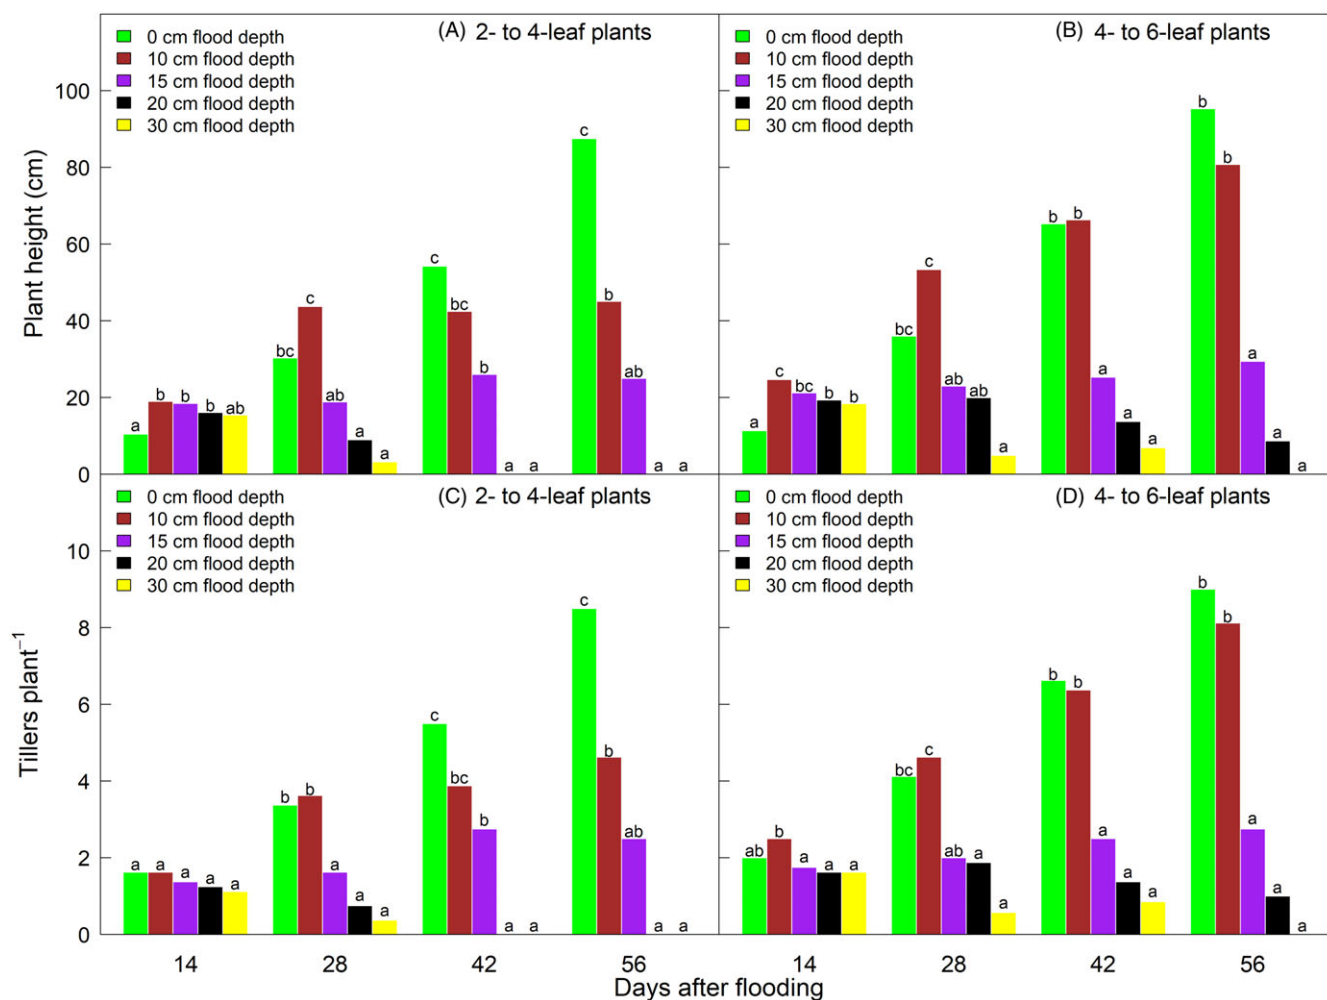 (A) 2- to 4-leaf plants
0 cm flood depth
10 cm flood depth
15 cm flood depth
20 cm flood depth
30 cm flood depth
Plant height (cm)
100
80
60
40
20
0
a b b b ab
bc c ab a a
c bc b a a
c b ab a a
(B) 4- to 6-leaf plants
0 cm flood depth
10 cm flood depth
15 cm flood depth
20 cm flood depth
30 cm flood depth
a c bc b b
bc c ab ab a
b b a a a
b b a a a
(C) 2- to 4-leaf plants
0 cm flood depth
10 cm flood depth
15 cm flood depth
20 cm flood depth
30 cm flood depth
Tillers plant⁻¹
10
8
6
4
2
0
a a a a a
b b a a a
c bc b a a
c b ab a a
14 28 42 56
(D) 4- to 6-leaf plants
0 cm flood depth
10 cm flood depth
15 cm flood depth
20 cm flood depth
30 cm flood depth
ab b a a a
bc c ab a a
b b a a a
b b a a a
14 28 42 56
Days after flooding